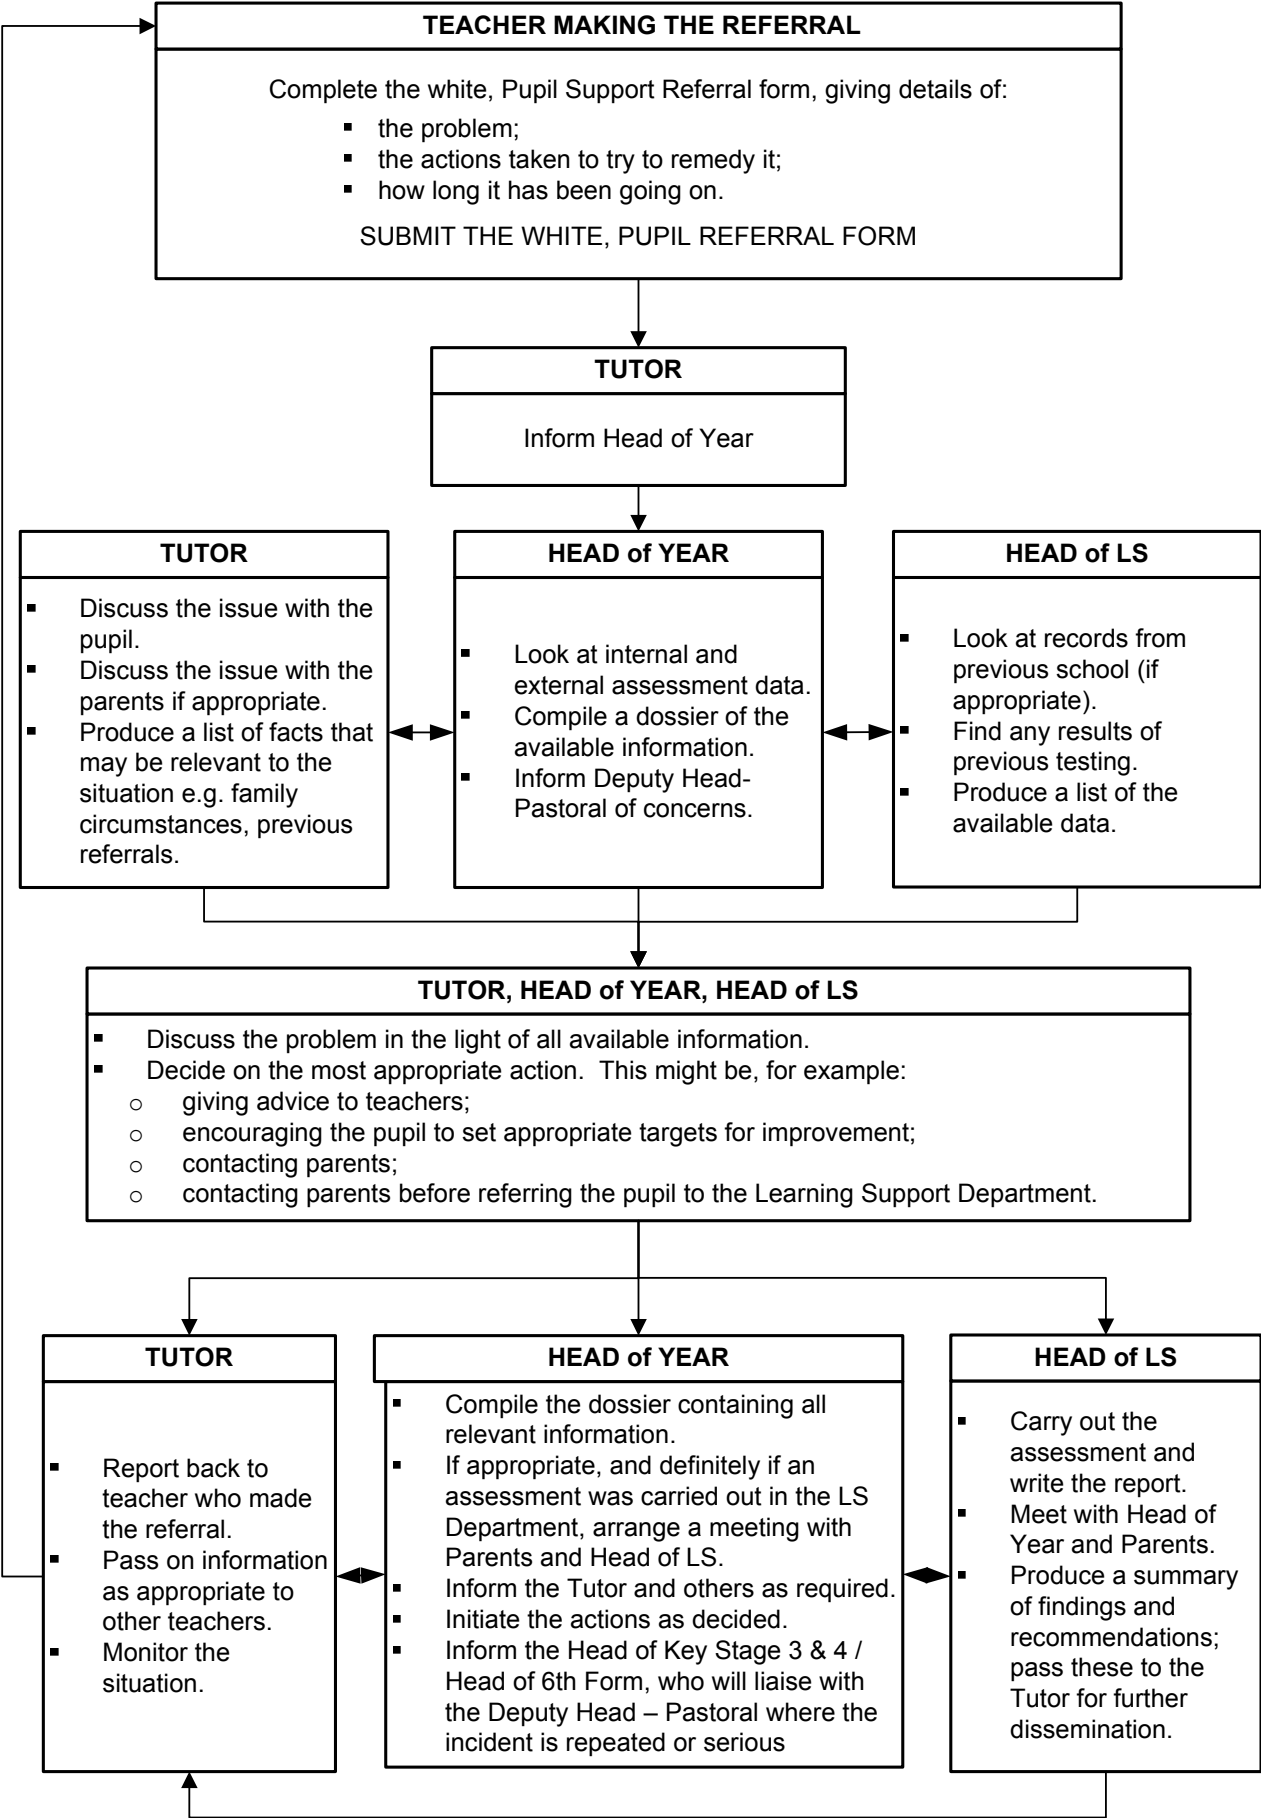 TEACHER MAKING THE REFERRAL
Complete the white, Pupil Support Referral form, giving details of:
▪ the problem;
▪ the actions taken to try to remedy it;
▪ how long it has been going on.
SUBMIT THE WHITE, PUPIL REFERRAL FORM
TUTOR
Inform Head of Year
TUTOR
▪ Discuss the issue with the
pupil.
▪ Discuss the issue with the
parents if appropriate.
▪ Produce a list of facts that
may be relevant to the
situation e.g. family
circumstances, previous
referrals.
HEAD of YEAR
▪ Look at internal and
external assessment data.
▪ Compile a dossier of the
available information.
▪ Inform Deputy Head-
Pastoral of concerns.
HEAD of LS
▪ Look at records from
previous school (if
appropriate).
▪ Find any results of
previous testing.
▪ Produce a list of the
available data.
TUTOR, HEAD of YEAR, HEAD of LS
▪ Discuss the problem in the light of all available information.
▪ Decide on the most appropriate action. This might be, for example:
o giving advice to teachers;
o encouraging the pupil to set appropriate targets for improvement;
o contacting parents;
o contacting parents before referring the pupil to the Learning Support Department.
TUTOR
▪ Report back to
teacher who made
the referral.
▪ Pass on information
as appropriate to
other teachers.
▪ Monitor the
situation.
HEAD of YEAR
▪ Compile the dossier containing all
relevant information.
▪ If appropriate, and definitely if an
assessment was carried out in the LS
Department, arrange a meeting with
Parents and Head of LS.
▪ Inform the Tutor and others as required.
▪ Initiate the actions as decided.
▪ Inform the Head of Key Stage 3 & 4 /
Head of 6th Form, who will liaise with
the Deputy Head – Pastoral where the
incident is repeated or serious
HEAD of LS
▪ Carry out the
assessment and
write the report.
▪ Meet with Head of
Year and Parents.
▪ Produce a summary
of findings and
recommendations;
pass these to the
Tutor for further
dissemination.